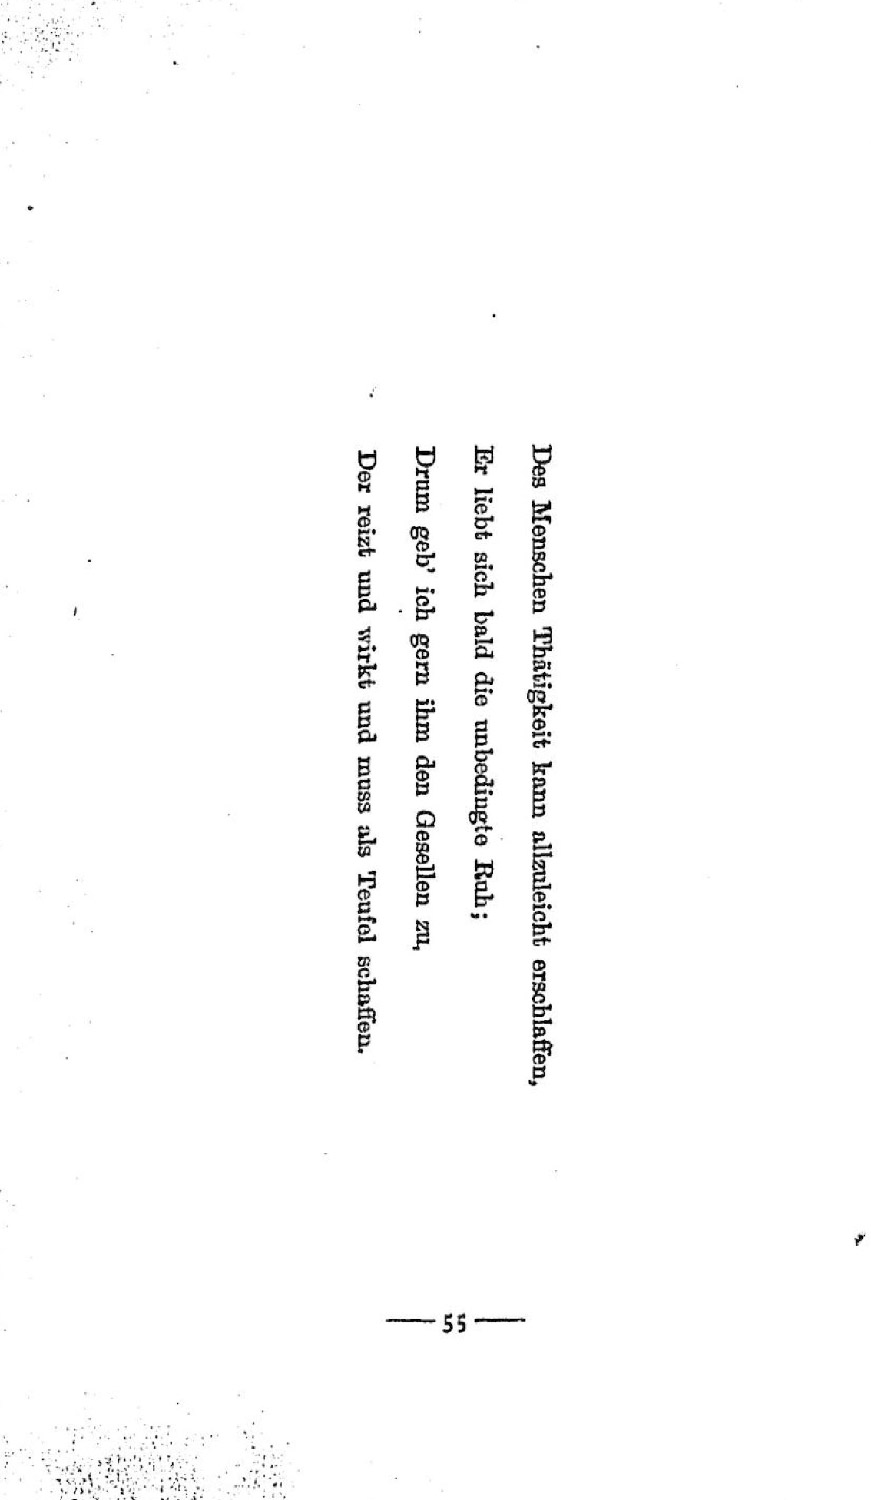 Des Menschen Thätigkeit kann allzuleicht erschlaffen,
Er liebt sich bald die unbedingte Ruh;
Drum geb' ich gern ihm den Gesellen zu,
Der reizt und wirkt und muss als Teufel schaffen.
— 55 —